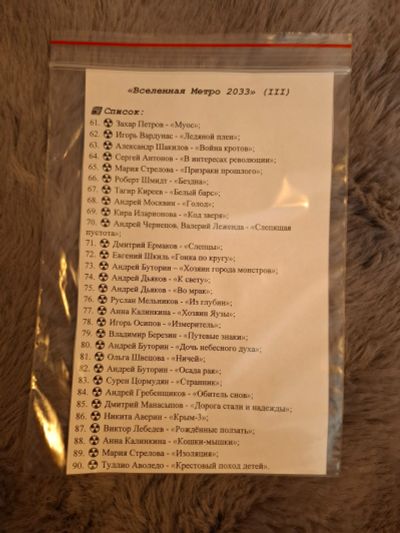 «Вселенная Метро 2033» (III)
Список:
61. Захар Петров - «Муос»;
62. Игорь Вардунас - «Ледяной плен»;
63. Александр Шакилов - «Война кротов»;
64. Сергей Антонов - «В интересах революции»;
65. Мария Стрелова - «Призраки прошлого»;
66. Роберт Шмидт - «Бездна»;
67. Тагир Киреев - «Белый барс»;
68. Андрей Москвин - «Голод»;
69. Кира Иларионова - «Код зверя»;
70. Андрей Чернецов, Валерий Леженда - «Слепящая
пустота»;
71. Дмитрий Ермаков - «Слепцы»;
72. Евгений Шкиль - «Гонка по кругу»;
73. Андрей Буторин – «Хозяин города монстров»;
74. Андрей Дьяков - «К свету»;
75. Андрей Дьяков - «Во мрак»;
76. Руслан Мельников - «Из глубин»;
77. Анна Калинкина - «Хозяин Яузы»;
78. Игорь Осипов - «Измеритель»;
79. Владимир Березин - «Путевые знаки»;
80. Андрей Буторин - «Дочь небесного духа»;
81. Ольга Швецова - «Ничей»;
82. Андрей Буторин - «Осада рая»;
83. Сурен Цормудян - «Странник»;
84. Андрей Гребенщиков - «Обитель снов»;
85. Дмитрий Манасыпов - «Дорога стали и надежды»;
86. Никита Аверин - «Крым-3»;
87. Виктор Лебедев - «Рождённые ползать»;
88. Анна Калинкина - «Кошки-мышки»;
89. Мария Стрелова - «Изоляция»;
90. Туллио Аволедо - «Крестовый поход детей».